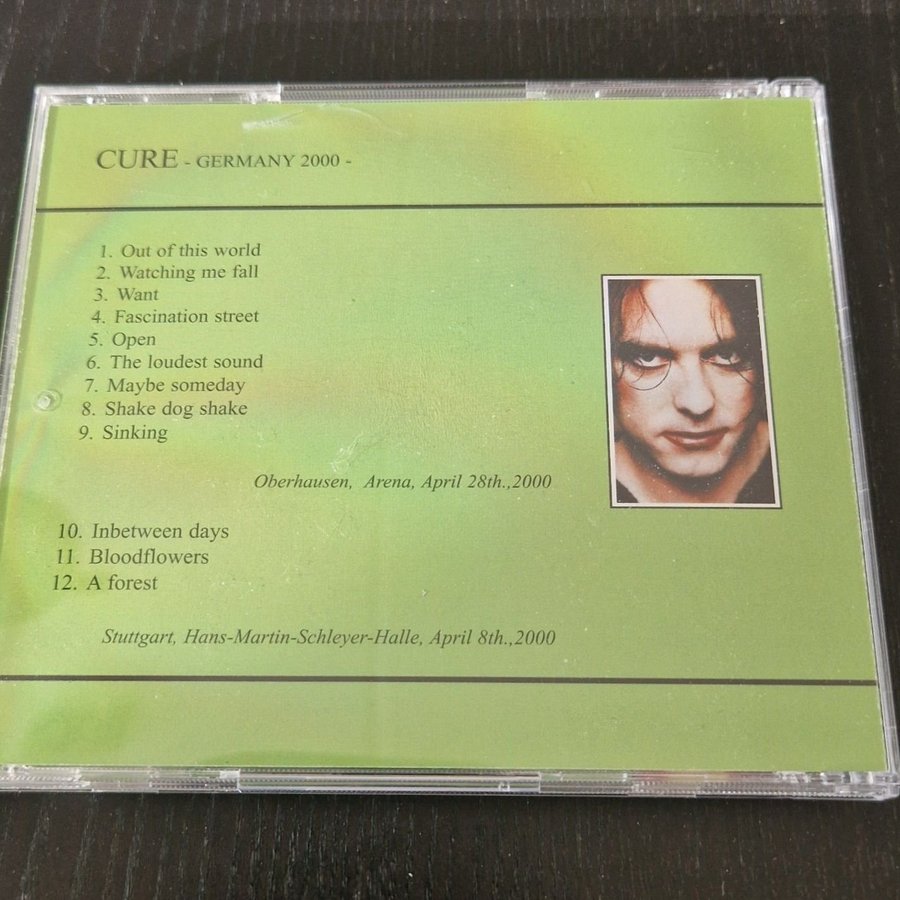 CURE - GERMANY 2000 -
1. Out of this world
2. Watching me fall
3. Want
4. Fascination street
5. Open
6. The loudest sound
7. Maybe someday
8. Shake dog shake
9. Sinking
Oberhausen, Arena, April 28th.,2000
10. Inbetween days
11. Bloodflowers
12. A forest
Stuttgart, Hans-Martin-Schleyer-Halle, April 8th.,2000